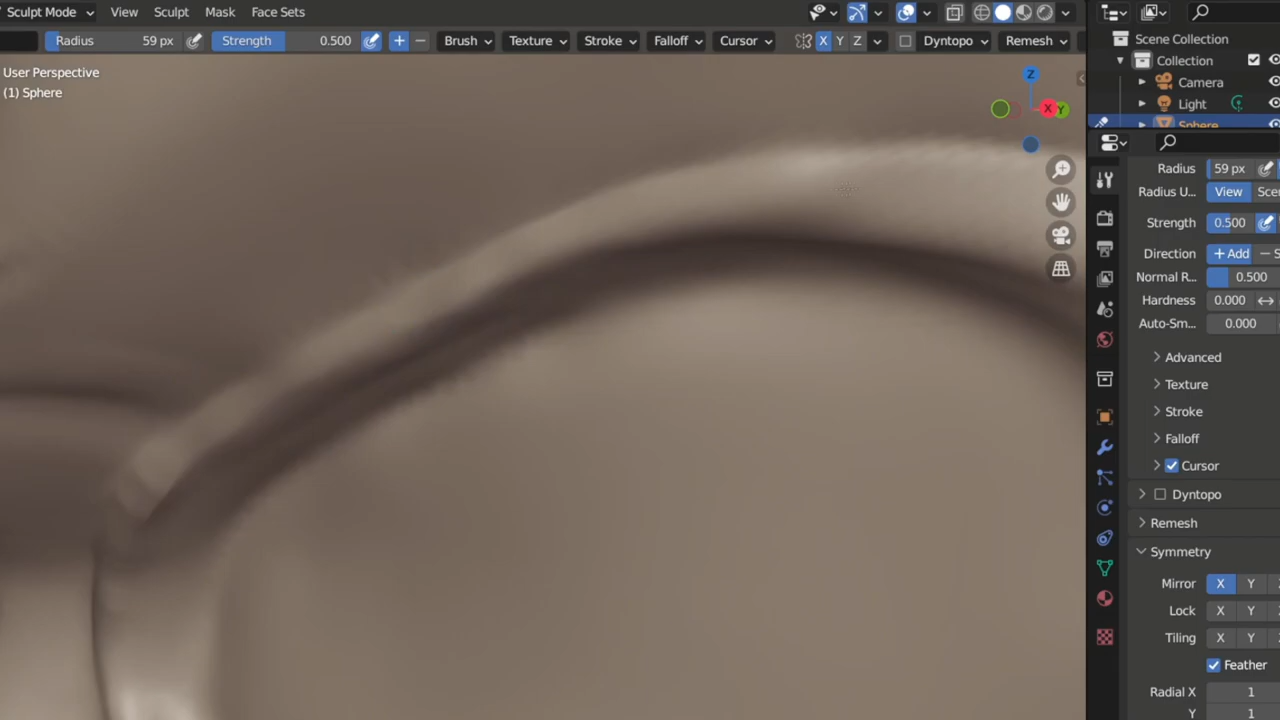 Sculpt Mode View Sculpt Mask Face Sets
Radius 59 px Strength 0.500 Brush Texture Stroke Falloff Cursor X Y Z Dyntopo Remesh
User Perspective
(1) Sphere
Z
X Y
Scene Collection
Collection
Camera
Light
Sphere
Radius 59 px
Radius U... View Scen
Strength 0.500
Direction + Add − S
Normal R... 0.500
Hardness 0.000
Auto-Sm... 0.000
Advanced
Texture
Stroke
Falloff
Cursor
Dyntopo
Remesh
Symmetry
Mirror X Y
Lock X Y
Tiling X Y
Feather
Radial X 1
Y 1